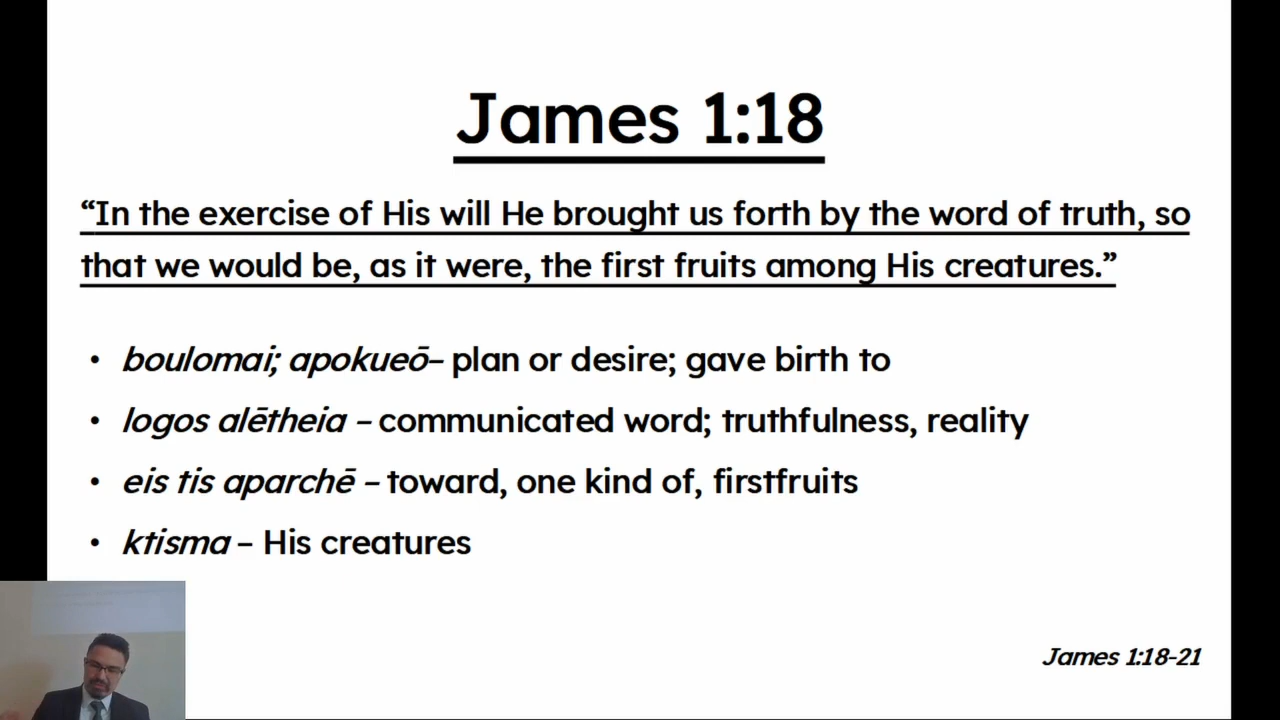 James 1:18
“In the exercise of His will He brought us forth by the word of truth, so
that we would be, as it were, the first fruits among His creatures.”
• boulomai; apokueō– plan or desire; gave birth to
• logos alētheia – communicated word; truthfulness, reality
• eis tis aparchē – toward, one kind of, firstfruits
• ktisma – His creatures
James 1:18-21